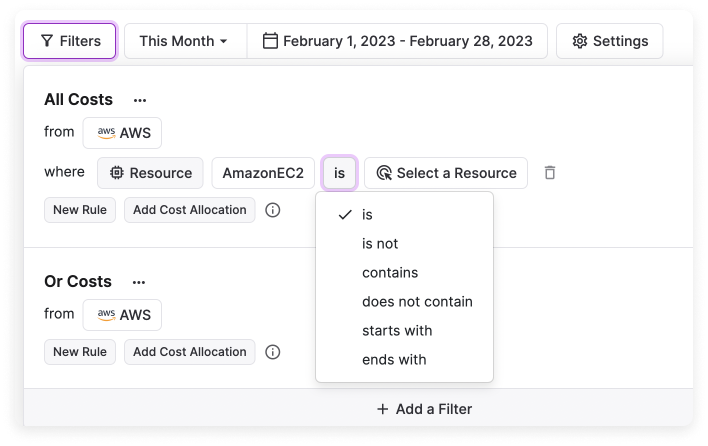 Filters This Month February 1, 2023 - February 28, 2023 Settings
All Costs ...
from aws AWS
where Resource AmazonEC2 is Select a Resource
New Rule Add Cost Allocation
is
is not
contains
does not contain
starts with
ends with
Or Costs ...
from aws AWS
New Rule Add Cost Allocation
+ Add a Filter